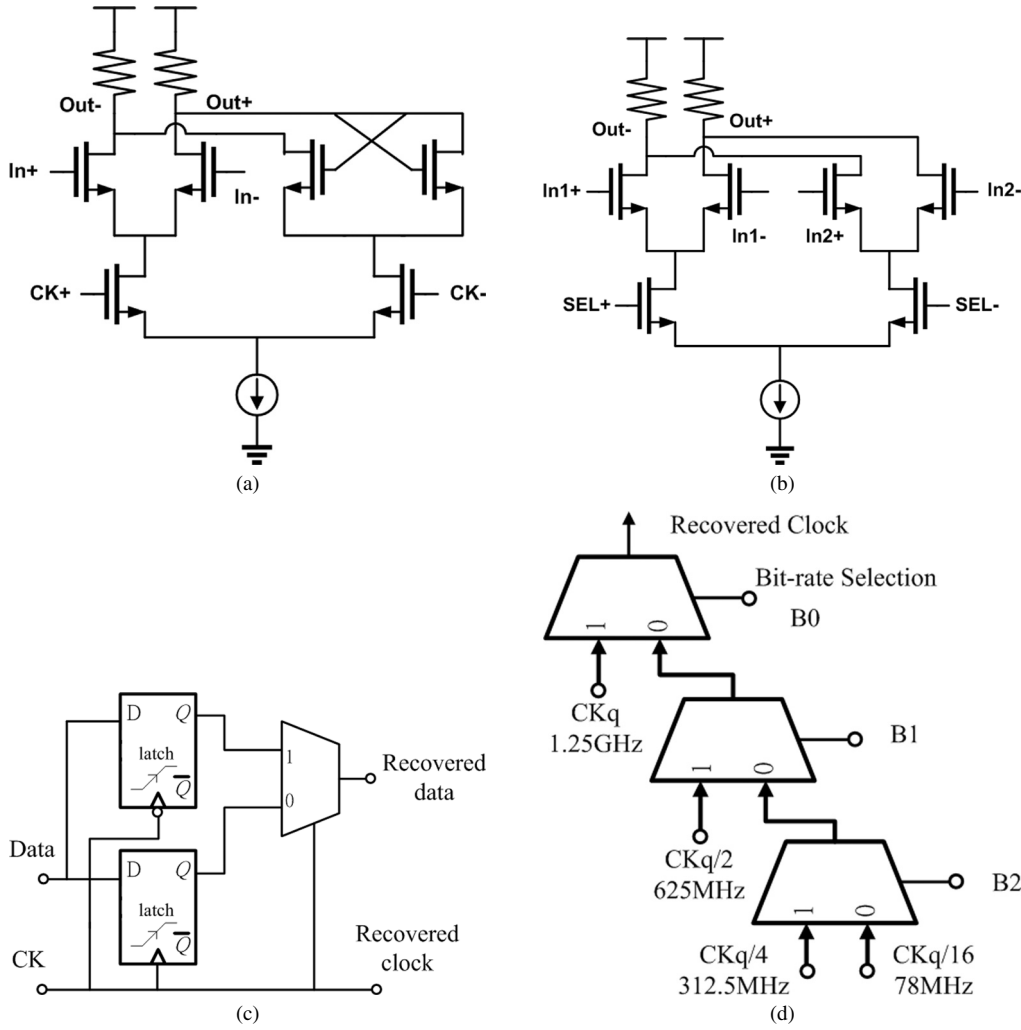 Out-
Out+
In+
In-
CK+
CK-
(a)
Out-
Out+
In1+
In1-
In2+
In2-
SEL+
SEL-
(b)
D
Q
latch
Q
1
0
Recovered
data
Data
D
Q
latch
Q
CK
Recovered
clock
(c)
Recovered Clock
Bit-rate Selection
B0
1
0
CKq
1.25GHz
B1
1
0
CKq/2
625MHz
B2
1
0
CKq/4
312.5MHz
CKq/16
78MHz
(d)